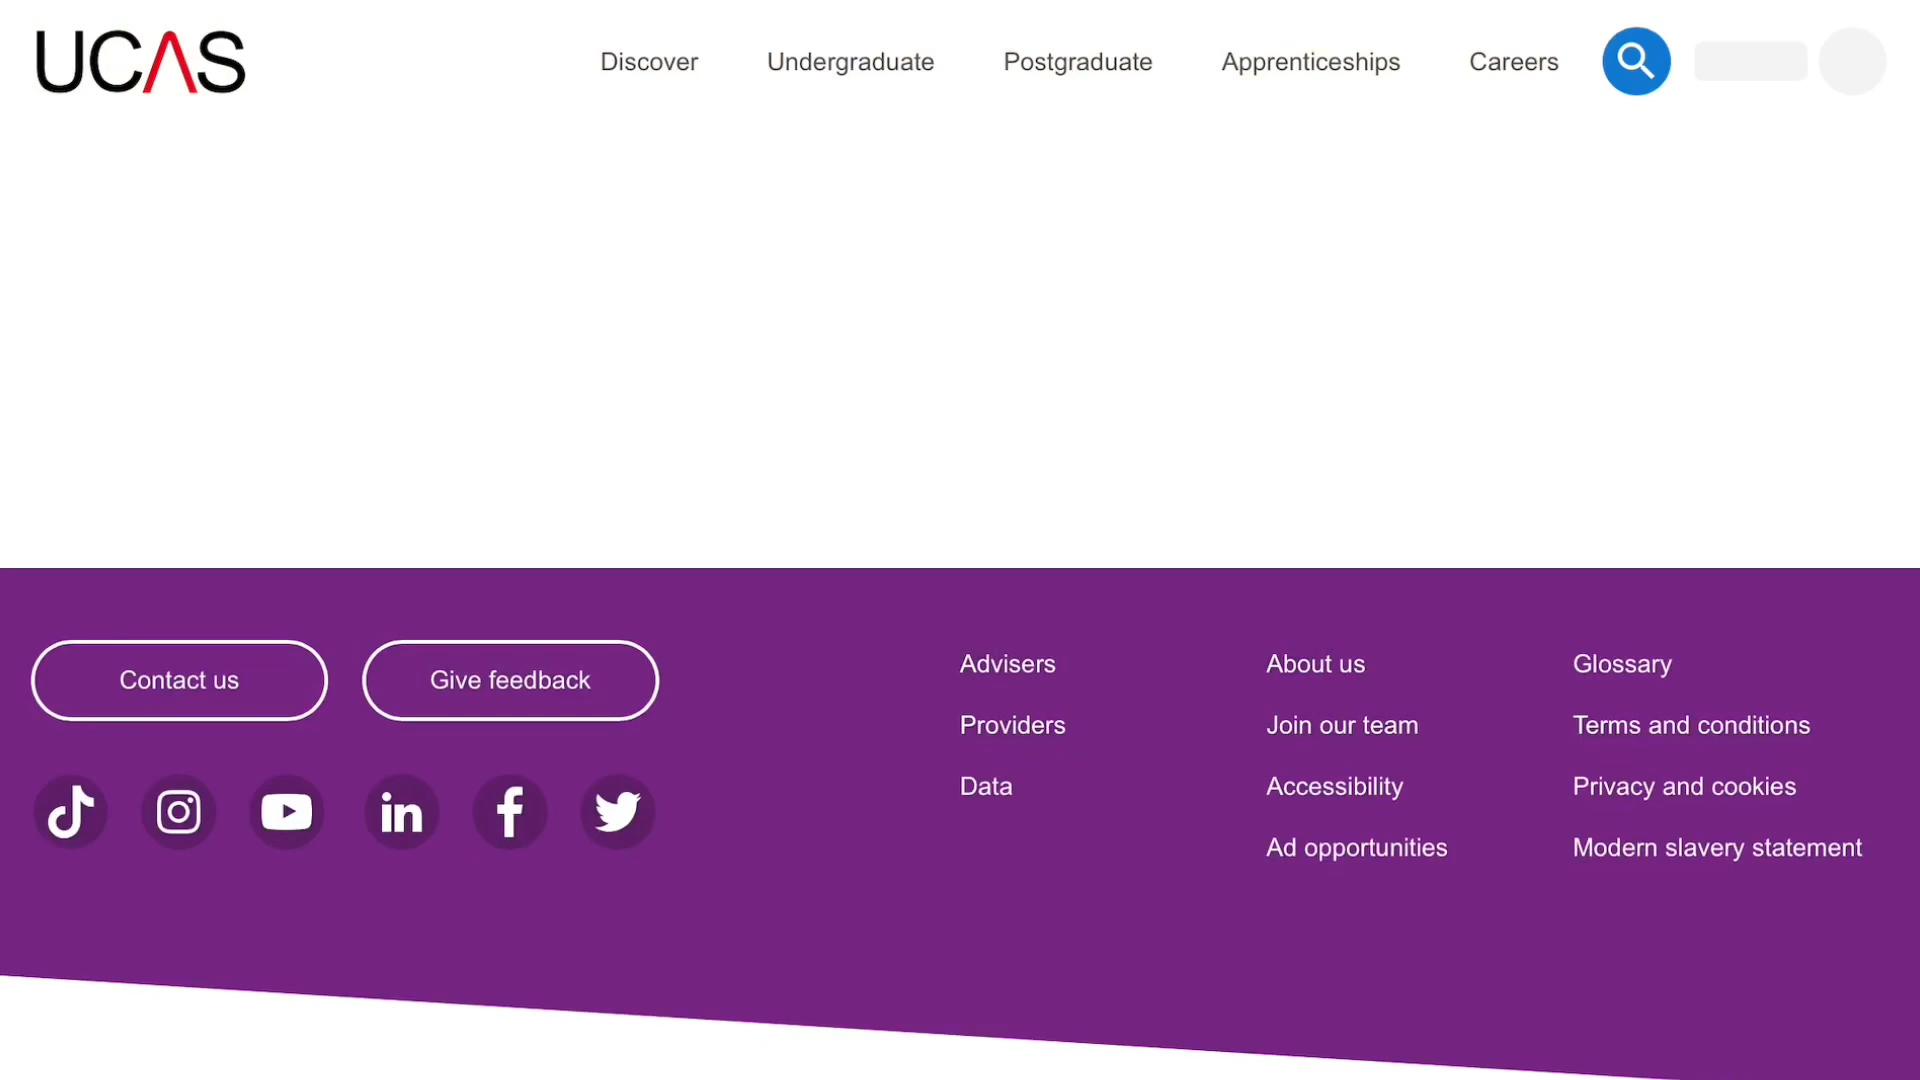 UCAS
Discover
Undergraduate
Postgraduate
Apprenticeships
Careers
Contact us
Give feedback
Advisers
Providers
Data
About us
Join our team
Accessibility
Ad opportunities
Glossary
Terms and conditions
Privacy and cookies
Modern slavery statement